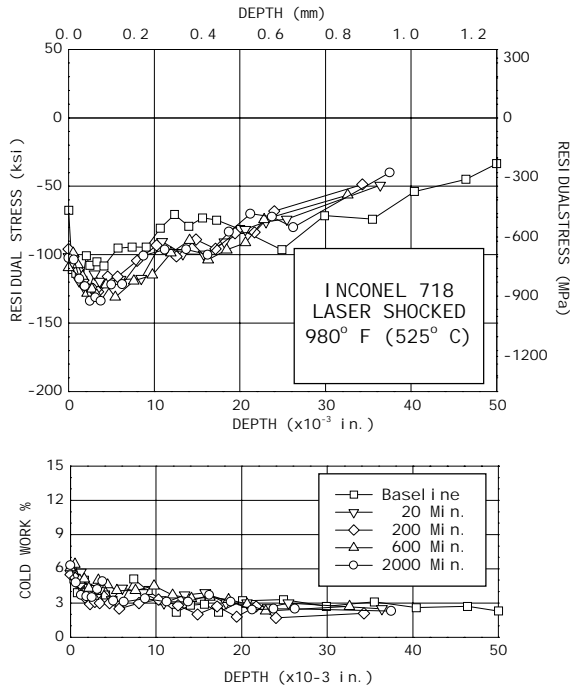 DEPTH (mm)
0.0 0.2 0.4 0.6 0.8 1.0 1.2
50
0
-50
-100
-150
-200
RESIDUAL STRESS (ksi)
300
0
-300
-600
-900
-1200
RESIDUALSTRESS (MPa)
INCONEL 718
LASER SHOCKED
980° F (525° C)
0 10 20 30 40 50
DEPTH (x10-3 in.)
15
12
9
6
3
0
COLD WORK %
Baseline
20 Min.
200 Min.
600 Min.
2000 Min.
0 10 20 30 40 50
DEPTH (x10-3 in.)